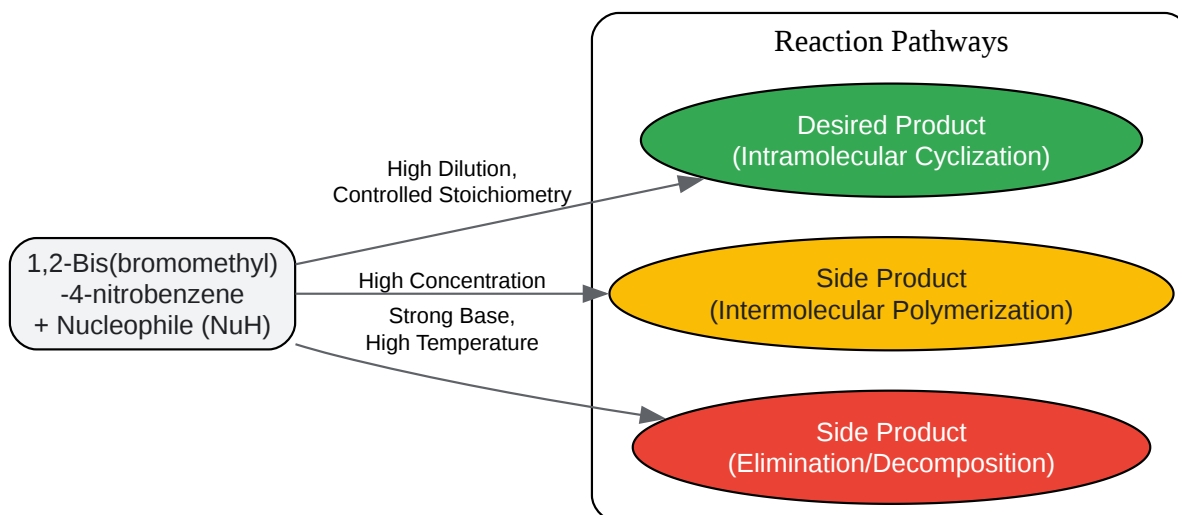 Reaction Pathways
Desired Product
(Intramolecular Cyclization)
High Dilution,
Controlled Stoichiometry
1,2-Bis(bromomethyl)
-4-nitrobenzene
+ Nucleophile (NuH)
High Concentration
Side Product
(Intermolecular Polymerization)
Strong Base,
High Temperature
Side Product
(Elimination/Decomposition)